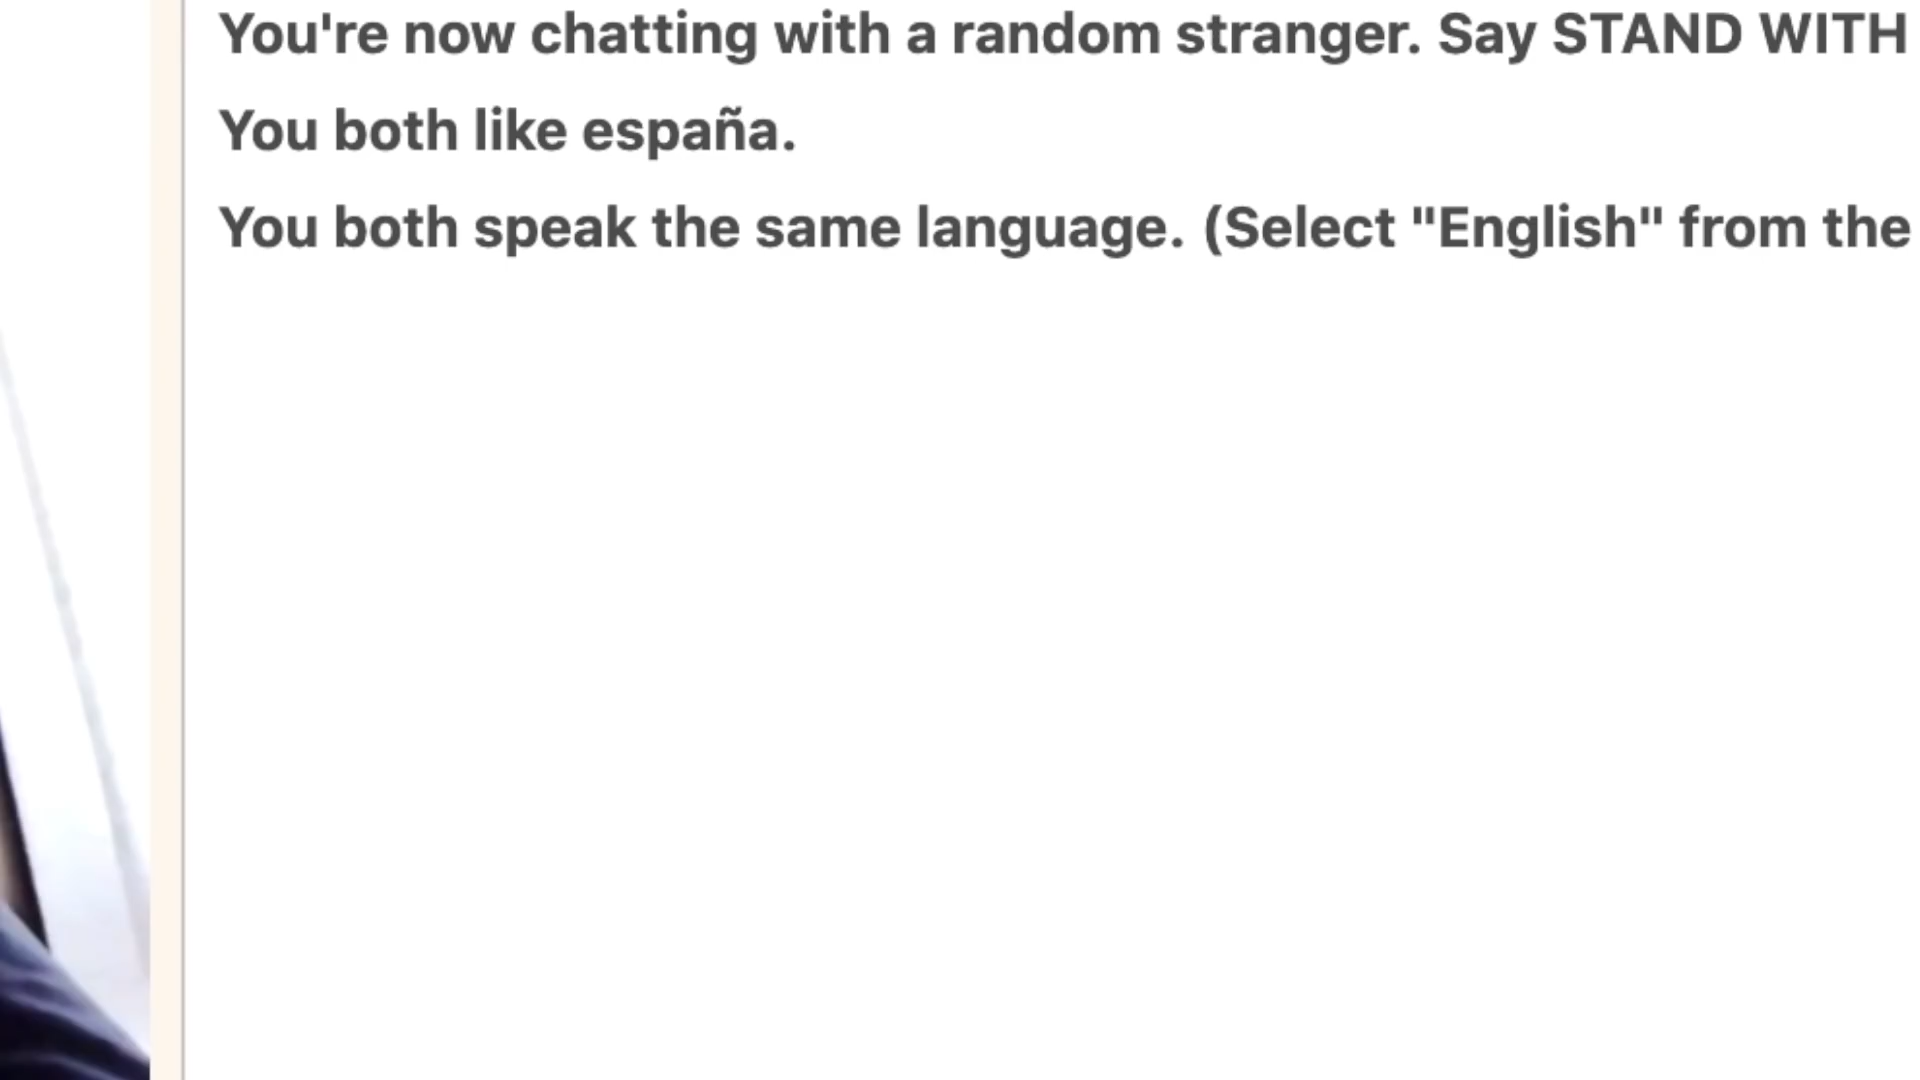 You're now chatting with a random stranger. Say STAND WITH
You both like españa.
You both speak the same language. (Select "English" from the